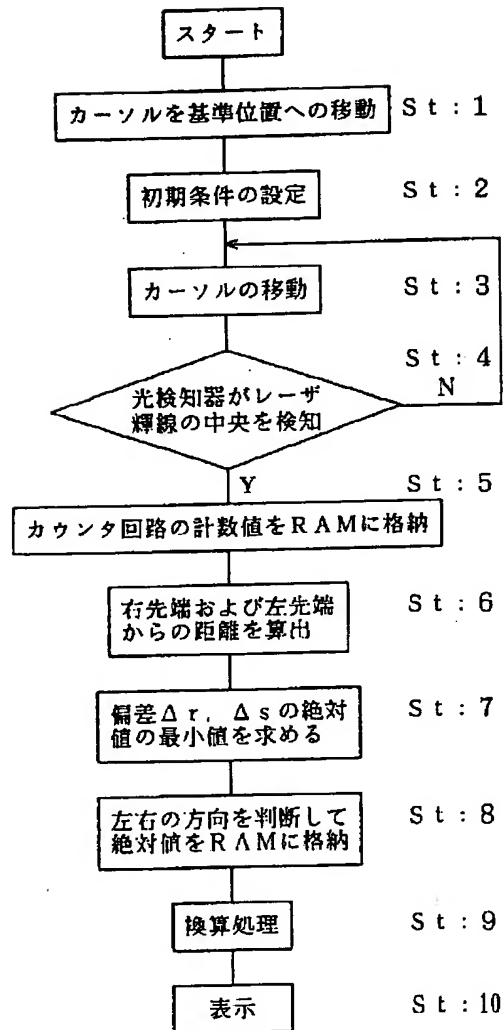 スタート
カーソルを基準位置への移動 St:1
初期条件の設定 St:2
カーソルの移動 St:3
St:4
光検知器がレーザ
輝線の中央を検知
N
Y
St:5
カウンタ回路の計数値をRAMに格納
右先端および左先端
からの距離を算出
St:6
偏差Δr,Δsの絶対
値の最小値を求める
St:7
左右の方向を判断して
絶対値をRAMに格納
St:8
換算処理 St:9
表示 St:10